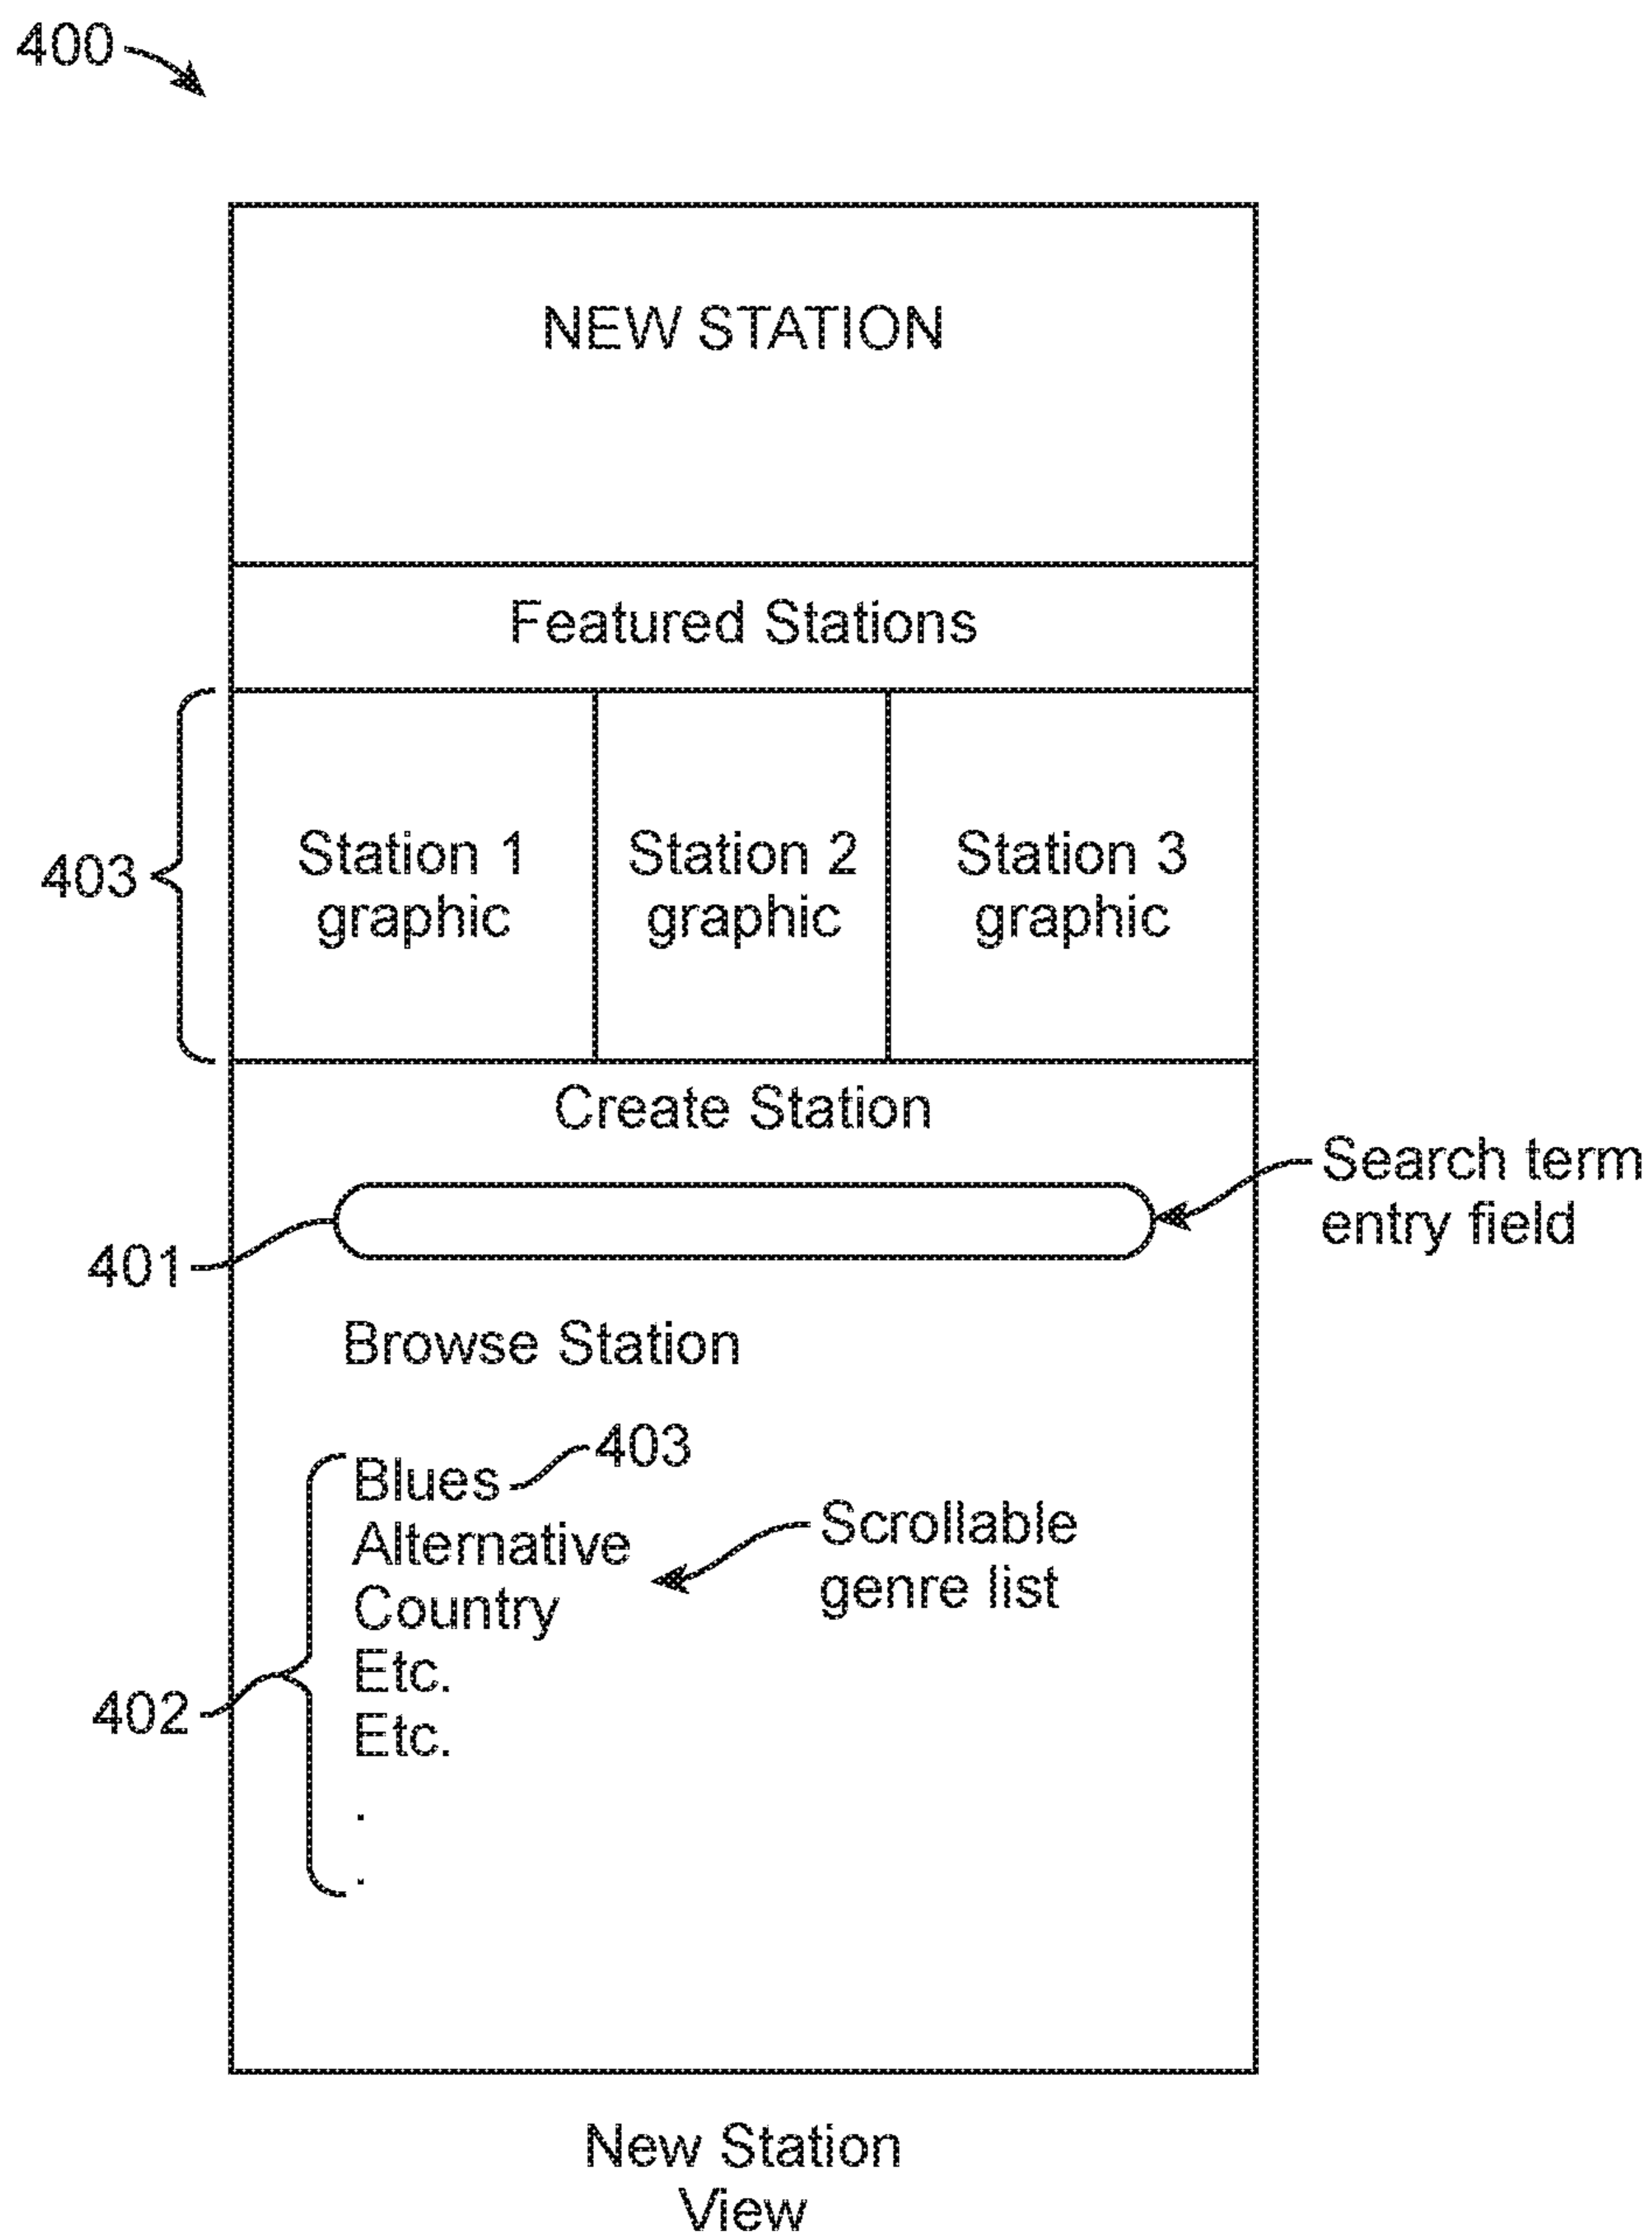 400
NEW STATION
Featured Stations
403
Station 1
graphic
Station 2
graphic
Station 3
graphic
Create Station
Search term
entry field
401
Browse Station
403
Blues
Alternative
Country
Etc.
Etc.
.
.
Scrollable
genre list
402
New Station
View